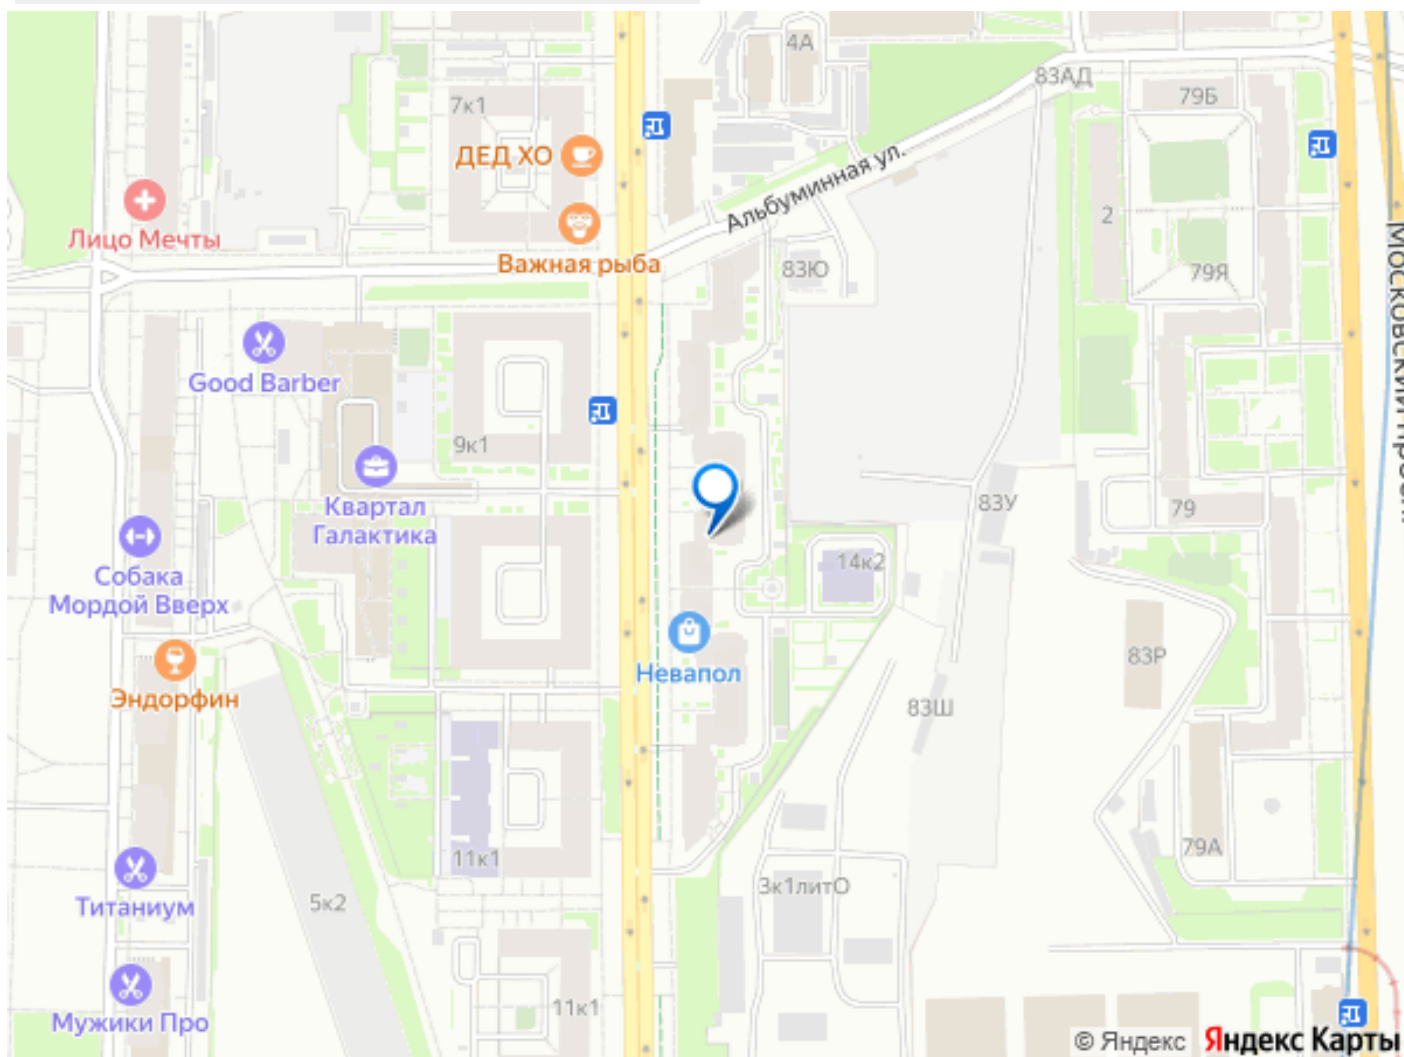 4А
83АД
79Б
7к1
ДЕД ХО
Альбуминная ул.
2
Лицо Мечты
Важная рыба
83Ю
79Я
Good Barber
9к1
Квартал
Галактика
83У
79
14к2
Собака
Мордой Вверх
Невапол
83Р
Эндорфин
83Ш
79А
11к1
3к1литО
5к2
Титаниум
11к1
Мужики Про
© Яндекс
Яндекс Карты